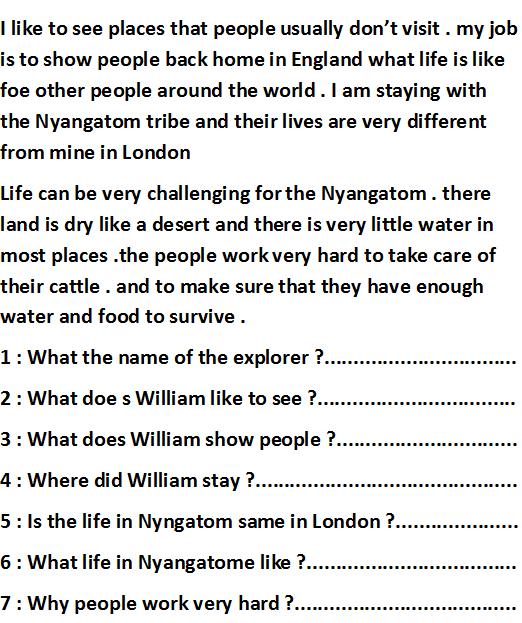 I like to see places that people usually don’t visit . my job
is to show people back home in England what life is like
foe other people around the world . I am staying with
the Nyangatom tribe and their lives are very different
from mine in London
Life can be very challenging for the Nyangatom . there
land is dry like a desert and there is very little water in
most places .the people work very hard to take care of
their cattle . and to make sure that they have enough
water and food to survive .
1 : What the name of the explorer ?.................................
2 : What doe s William like to see ?..................................
3 : What does William show people ?...............................
4 : Where did William stay ?.............................................
5 : Is the life in Nyngatom same in London ?.....................
6 : What life in Nyangatome like ?....................................
7 : Why people work very hard ?......................................